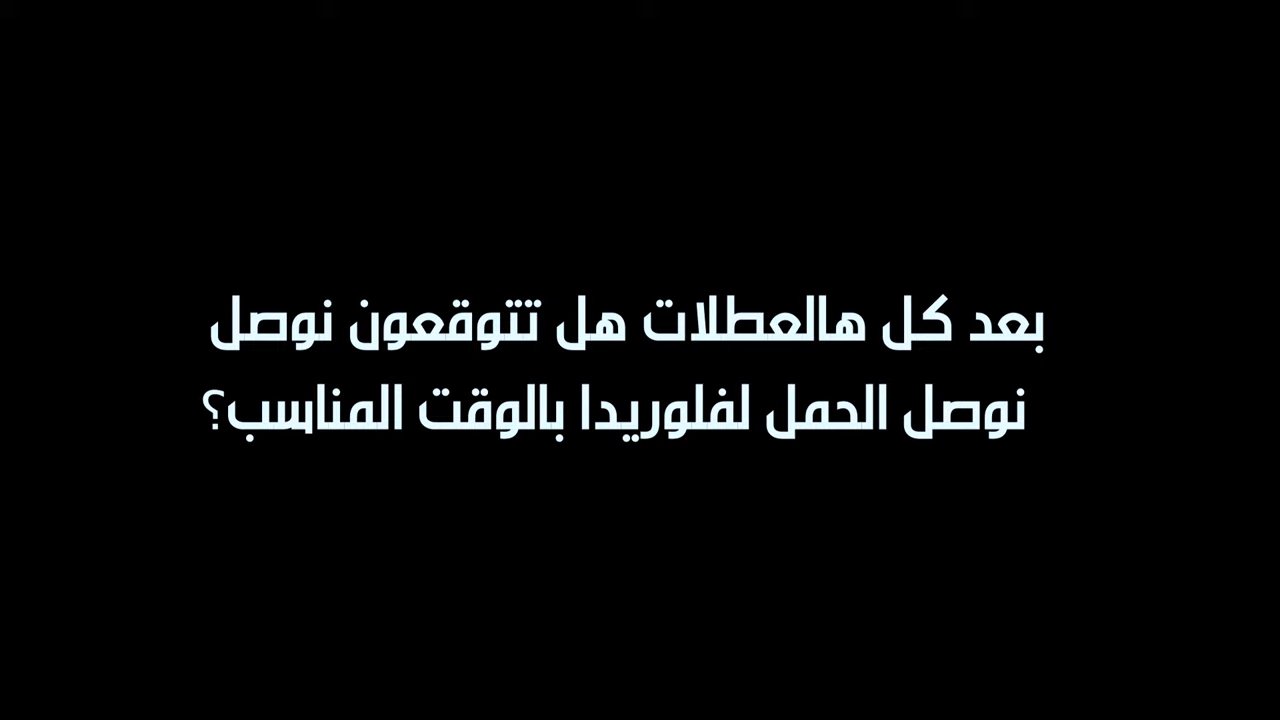 بعد كل هالعطلات هل تتوقعون نوصل
نوصل الحمل لفلوريدا بالوقت المناسب؟